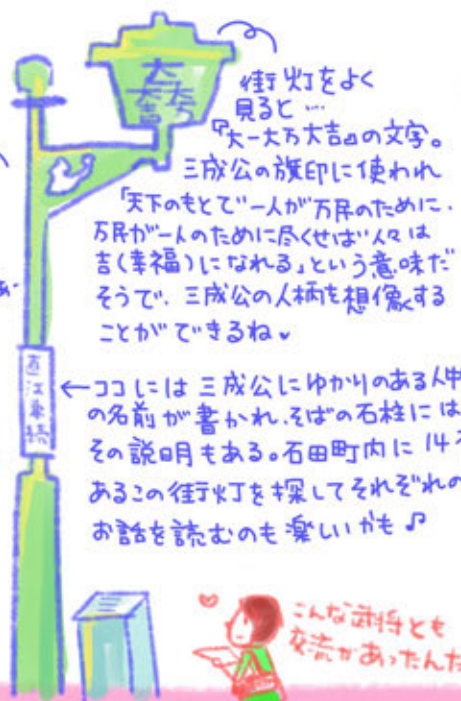 大一
大万
大吉
街灯をよく
見ると…
『大一大万大吉』の文字。
三成公の旗印に使われ
「天下のもとで一人が万民のために、
万民が一人のために尽くせば人々は
吉(幸福)になれる」という意味だ
そうで、三成公の人柄を想像する
ことができるね
直江兼続
←ココには三成公にゆかりのある人物
の名前が書かれ、そばの石柱には
その説明もある。石田町内に14
あるこの街灯を探してそれぞれの
お話を読むのも楽しいかも♪
こんな武将とも
交流があったんだ